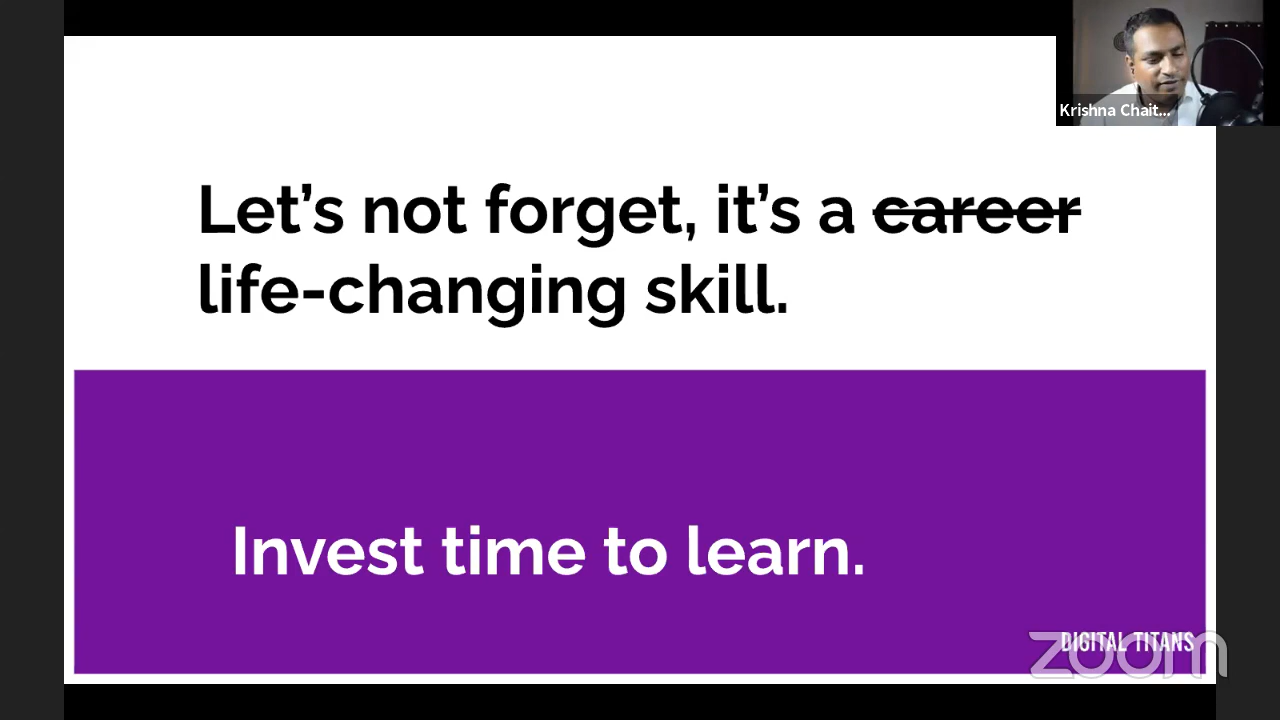 Krishna Chait...
Let’s not forget, it’s a career
life-changing skill.
Invest time to learn.
DIGITAL TITANS
zoom